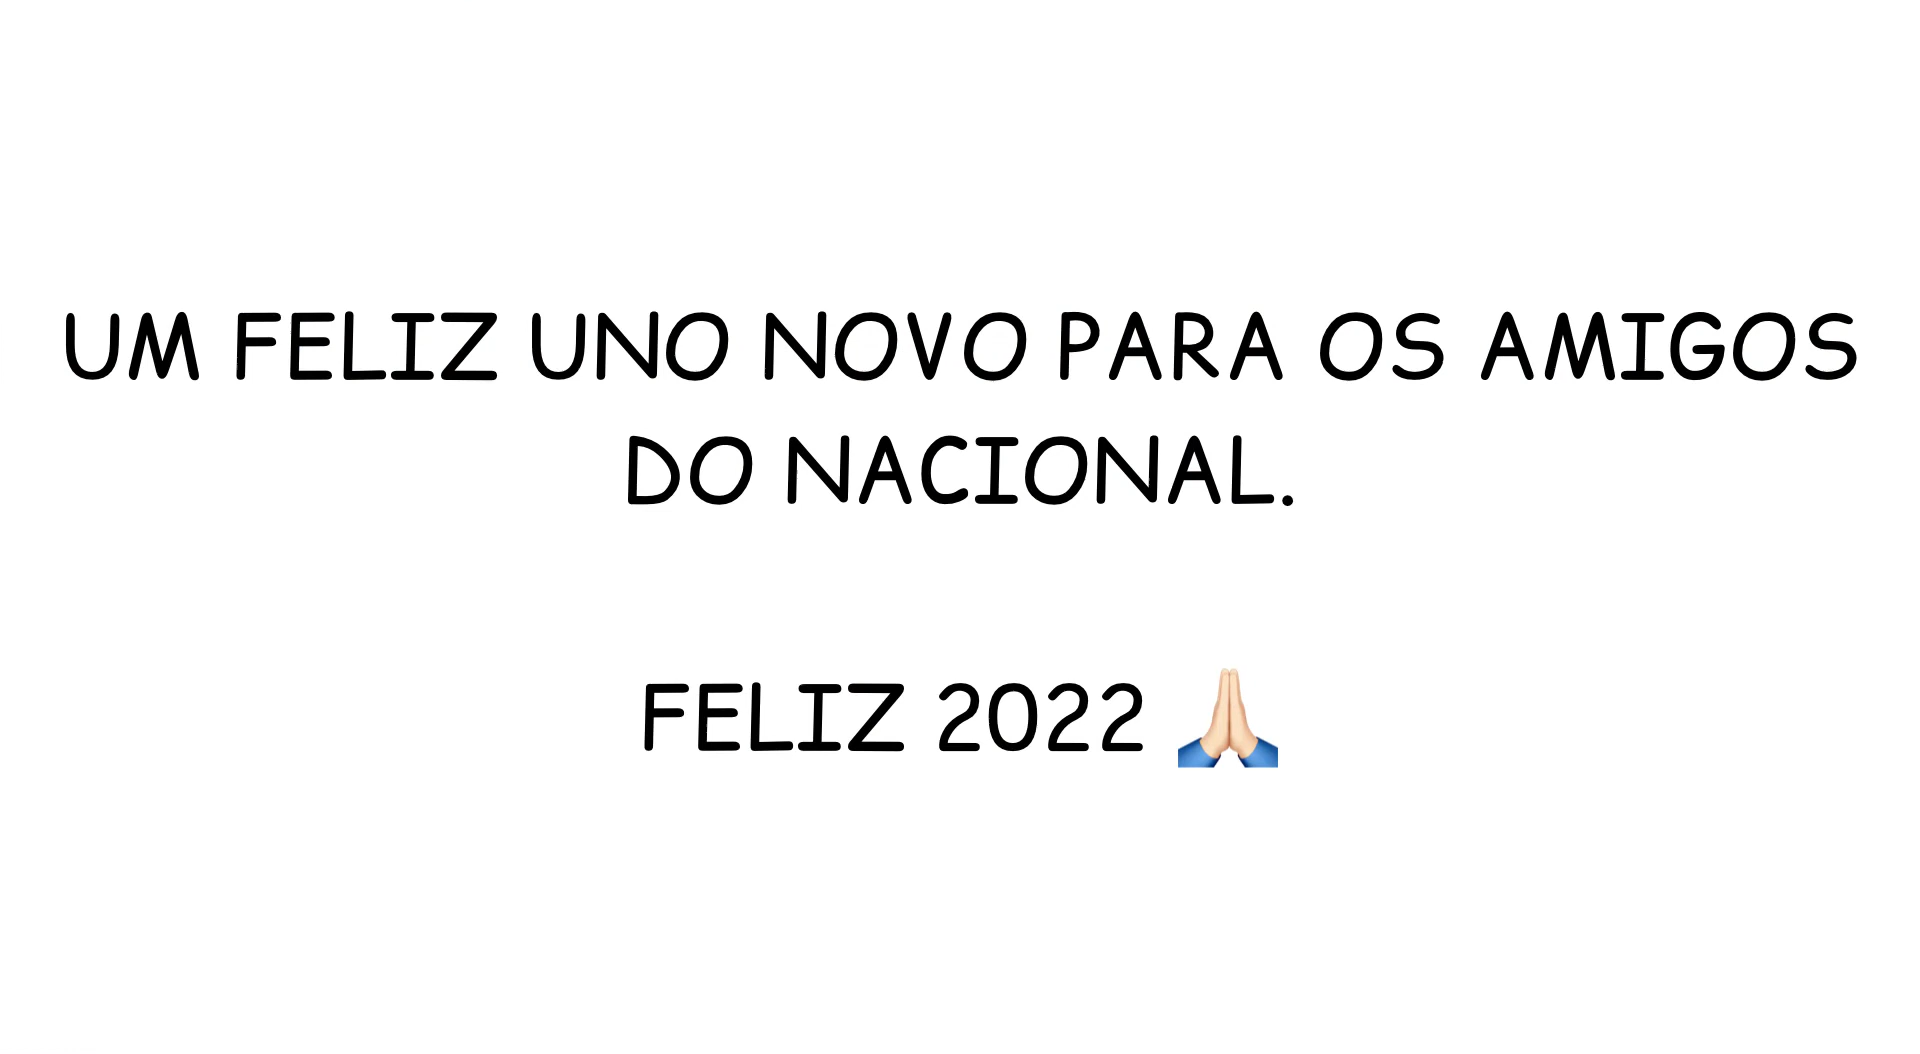 UM FELIZ UNO NOVO PARA OS AMIGOS
DO NACIONAL.
FELIZ 2022 🙏🏻